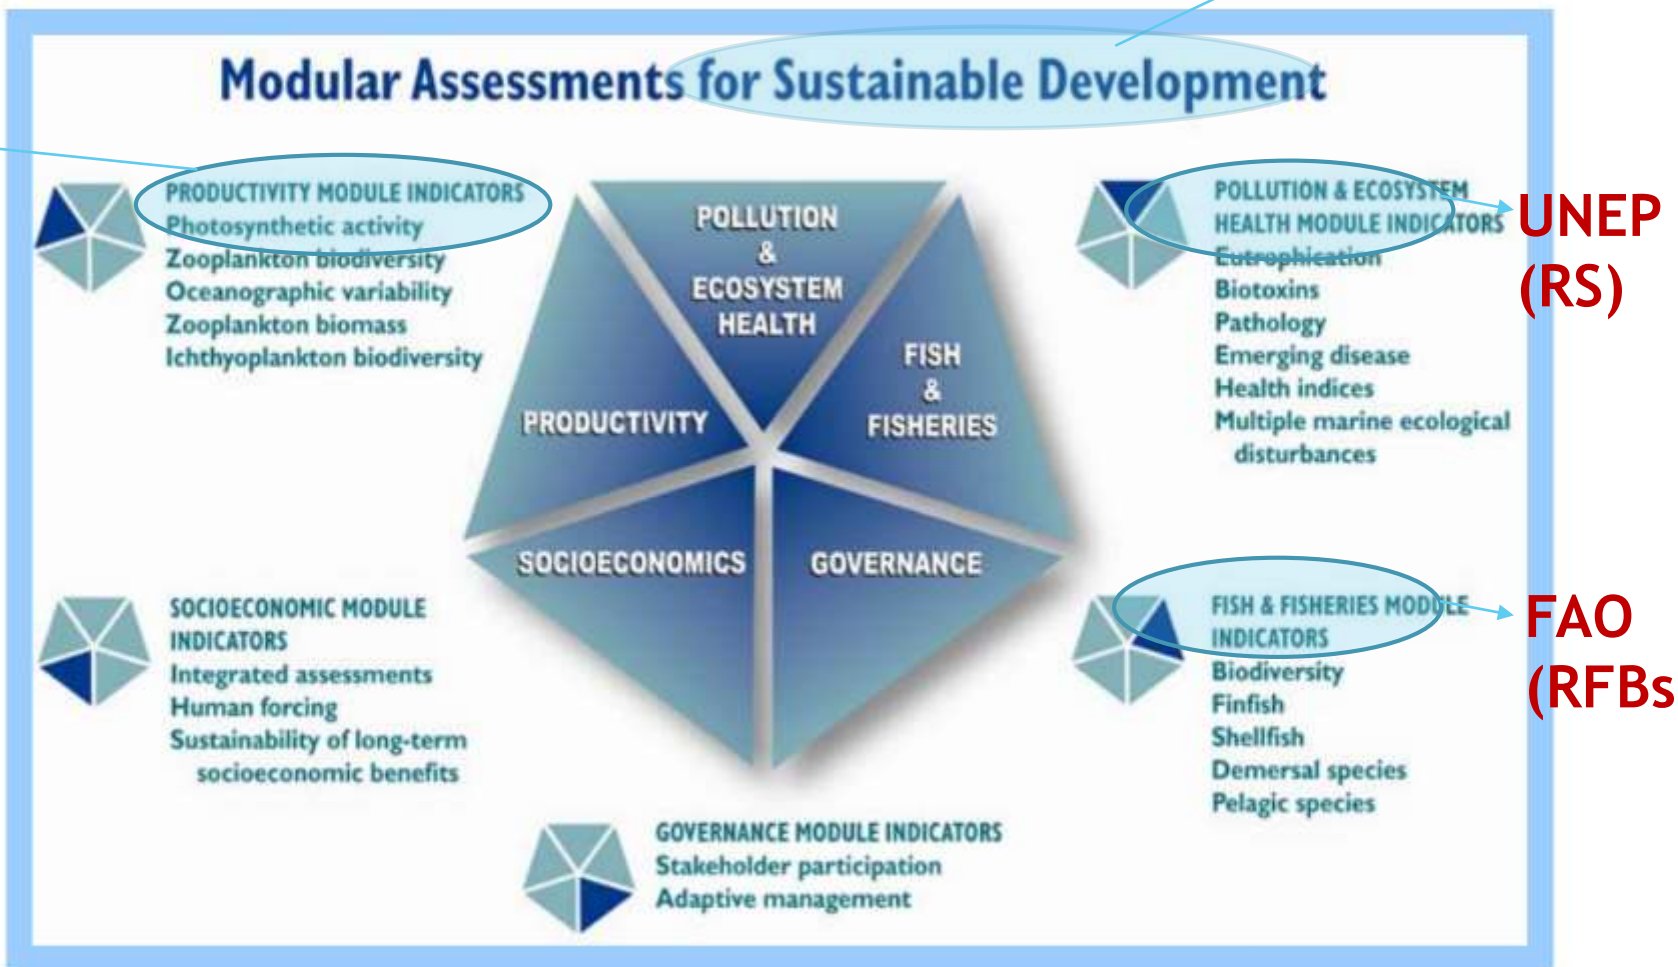 Modular Assessments for Sustainable Development
PRODUCTIVITY MODULE INDICATORS
Photosynthetic activity
Zooplankton biodiversity
Oceanographic variability
Zooplankton biomass
Ichthyoplankton biodiversity
POLLUTION
&
ECOSYSTEM
HEALTH
FISH
&
FISHERIES
PRODUCTIVITY
SOCIOECONOMICS
GOVERNANCE
POLLUTION & ECOSYSTEM
HEALTH MODULE INDICATORS
Eutrophication
Biotoxins
Pathology
Emerging disease
Health indices
Multiple marine ecological
disturbances
UNEP
(RS)
SOCIOECONOMIC MODULE
INDICATORS
Integrated assessments
Human forcing
Sustainability of long-term
socioeconomic benefits
FISH & FISHERIES MODULE
INDICATORS
Biodiversity
Finfish
Shellfish
Demersal species
Pelagic species
FAO
(RFBs
GOVERNANCE MODULE INDICATORS
Stakeholder participation
Adaptive management